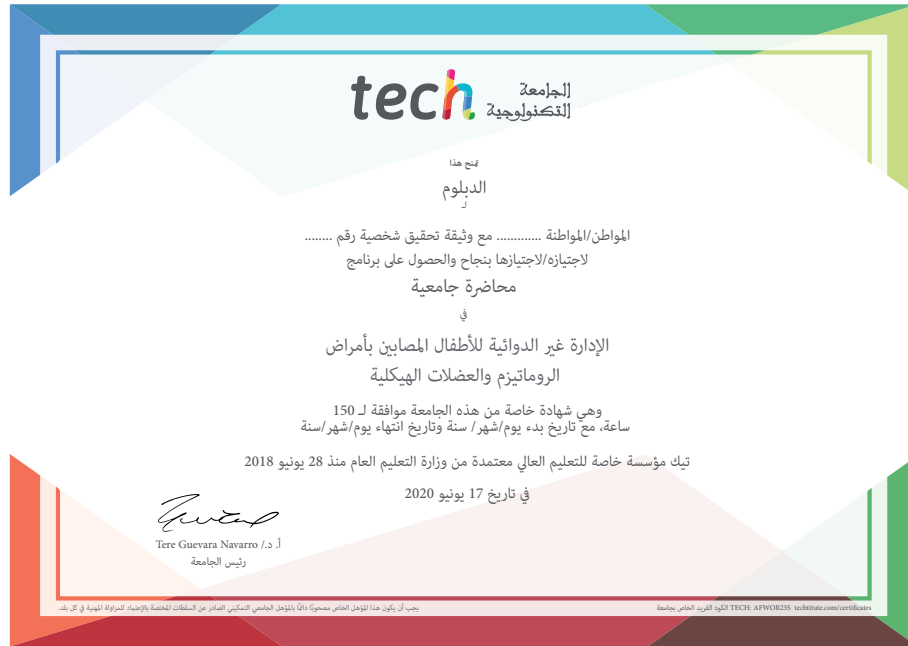 tech الجامعة
التكنولوجية
يمنح هذا
الدبلوم
لـ
المواطن/المواطنة ............. مع وثيقة تحقيق شخصية رقم ........
لاجتيازه/لاجتيازها بنجاح والحصول على برنامج
محاضرة جامعية
في
الإدارة غير الدوائية للأطفال المصابين بأمراض
الروماتيزم والعضلات الهيكلية
وهي شهادة خاصة من هذه الجامعة موافقة لـ 150
ساعة، مع تاريخ بدء يوم/شهر/ سنة وتاريخ انتهاء يوم/شهر/سنة
تيك مؤسسة خاصة للتعليم العالي معتمدة من وزارة التعليم العام منذ 28 يونيو 2018
في تاريخ 17 يونيو 2020
أ. د./ Tere Guevara Navarro
رئيس الجامعة
يجب أن يكون هذا المؤهل الخاص مصحوبًا دائمًا بالمؤهل الجامعي التمكيني الصادر عن السلطات المختصة بالإعتماد للمزاولة المهنية في كل بلد.
الكود الفريد الخاص بجامعة TECH: AFWOR23S techtitute.com/certificates